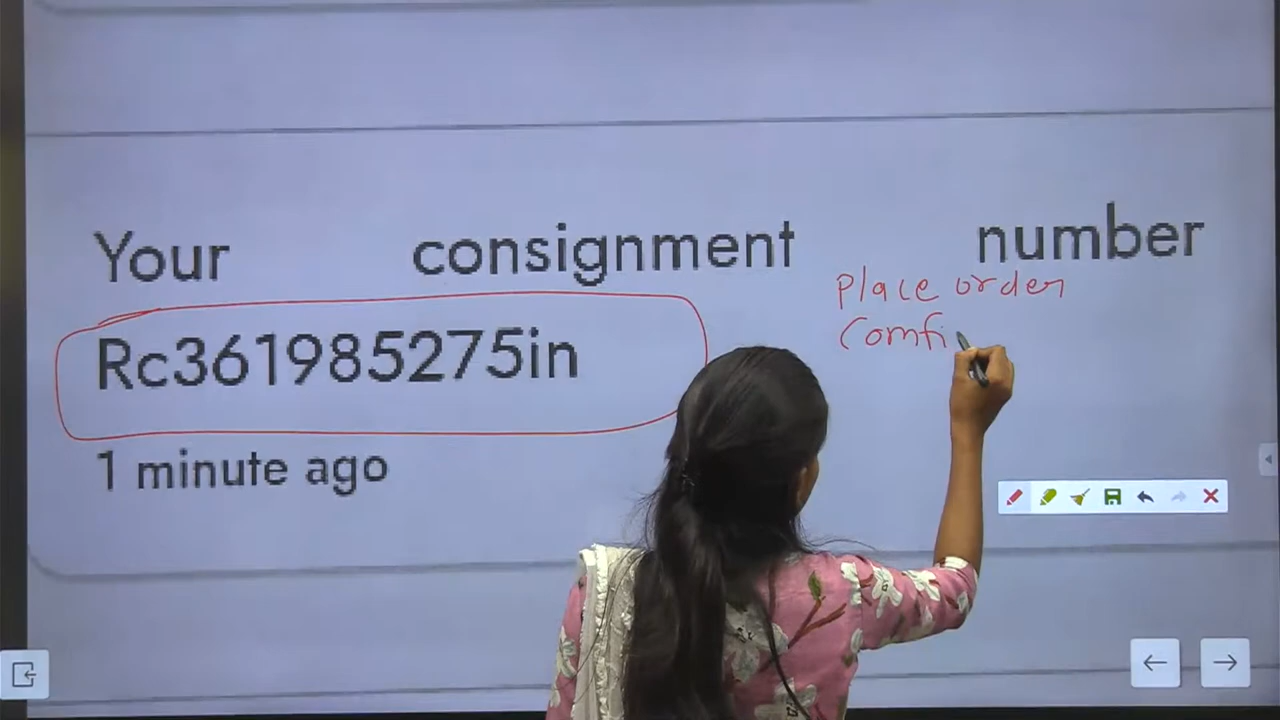 Your consignment number
Rc361985275in
1 minute ago
place order
comfi